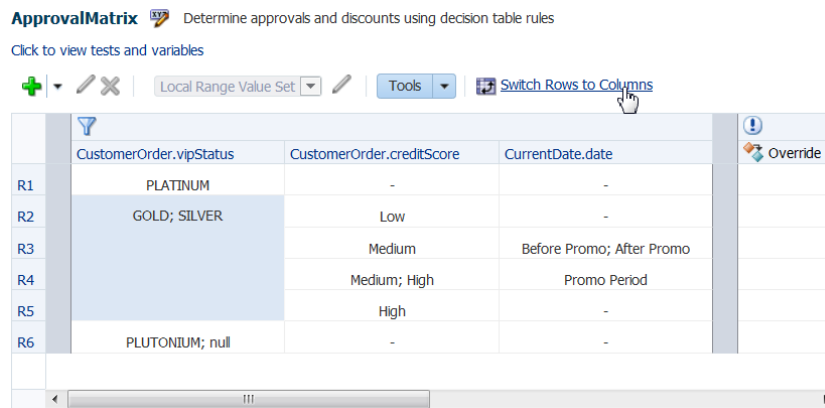 ApprovalMatrix XYZ Determine approvals and discounts using decision table rules
Click to view tests and variables
Local Range Value Set Tools Switch Rows to Columns
CustomerOrder.vipStatus CustomerOrder.creditScore CurrentDate.date Override
R1 PLATINUM - -
R2 GOLD; SILVER Low -
R3 Medium Before Promo; After Promo
R4 Medium; High Promo Period
R5 High -
R6 PLUTONIUM; null - -